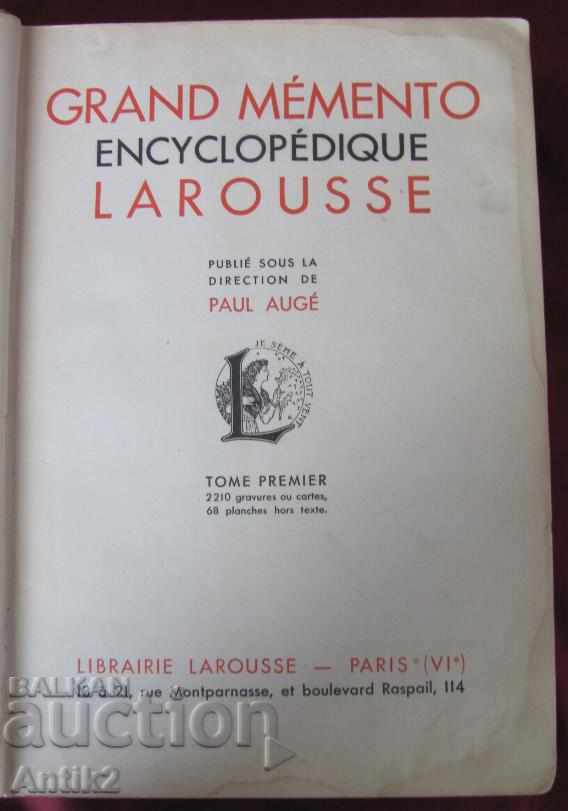 GRAND MÉMENTO
ENCYCLOPÉDIQUE
LAROUSSE
PUBLIÉ SOUS LA
DIRECTION DE
PAUL AUGÉ
JE SÈME À TOUT VENT
L
TOME PREMIER
2210 gravures ou cartes,
68 planches hors texte.
LIBRAIRIE LAROUSSE — PARIS (VIe)
13 à 21, rue Montparnasse, et boulevard Raspail, 114
BALKAN
auction
Antik2